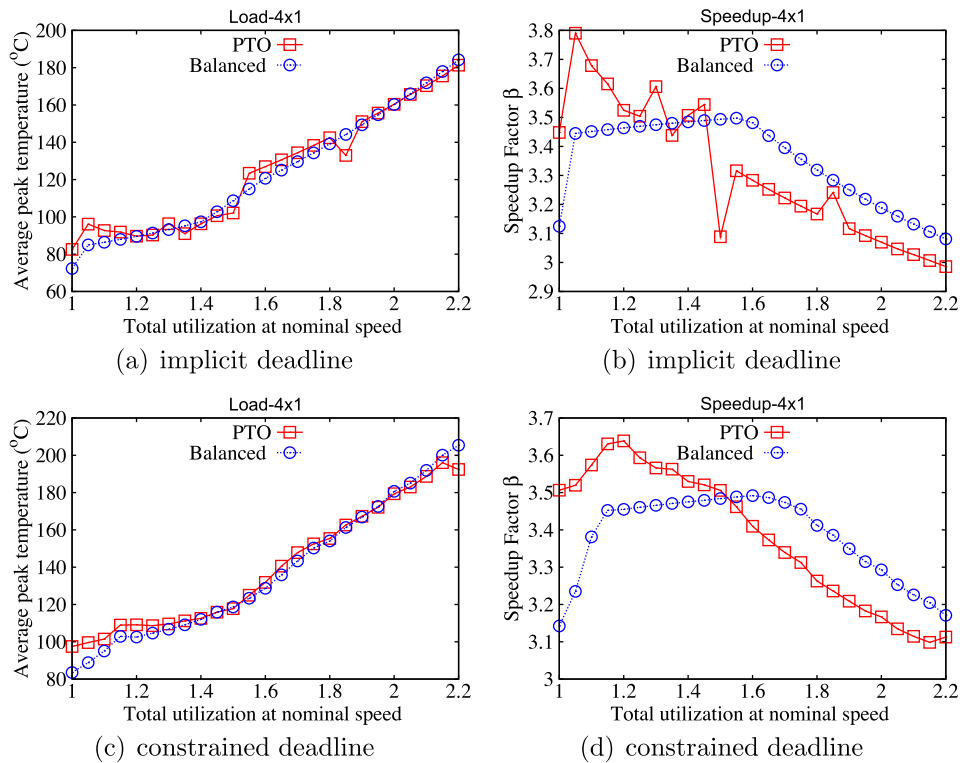 Load-4x1
Average peak temperature (°C)
200
180
160
140
120
100
80
60
PTO
Balanced
1 1.2 1.4 1.6 1.8 2 2.2
Total utilization at nominal speed
(a) implicit deadline
Speedup-4x1
Speedup Factor β
3.8
3.7
3.6
3.5
3.4
3.3
3.2
3.1
3
2.9
PTO
Balanced
1 1.2 1.4 1.6 1.8 2 2.2
Total utilization at nominal speed
(b) implicit deadline
Load-4x1
Average peak temperature (°C)
220
200
180
160
140
120
100
80
PTO
Balanced
1 1.2 1.4 1.6 1.8 2 2.2
Total utilization at nominal speed
(c) constrained deadline
Speedup-4x1
Speedup Factor β
3.7
3.6
3.5
3.4
3.3
3.2
3.1
3
PTO
Balanced
1 1.2 1.4 1.6 1.8 2 2.2
Total utilization at nominal speed
(d) constrained deadline